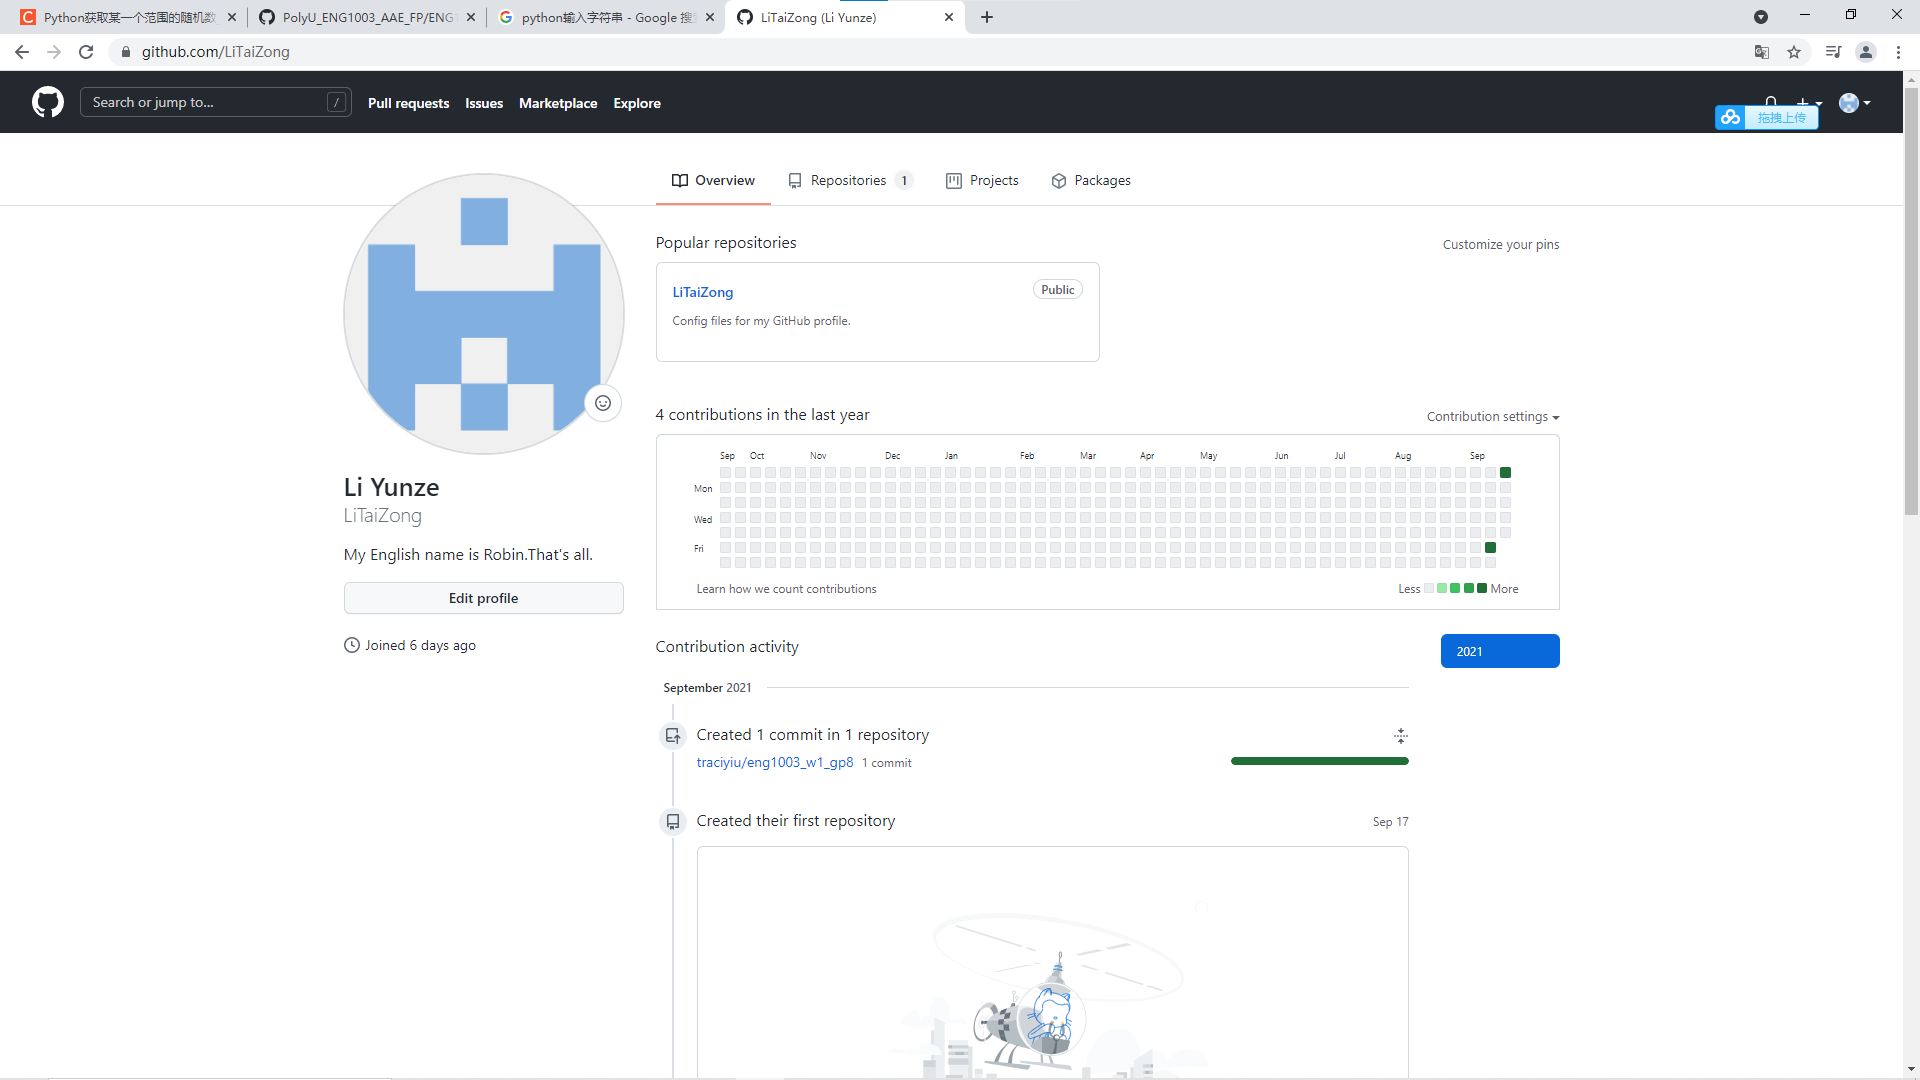 Python获取某一个范围的随机数
PolyU_ENG1003_AAE_FP/ENG1
python输入字符串 - Google 搜
LiTaiZong (Li Yunze)
github.com/LiTaiZong
Search or jump to... /
Pull requests Issues Marketplace Explore
拖拽上传
Overview Repositories 1 Projects Packages
Popular repositories
Customize your pins
LiTaiZong
Public
Config files for my GitHub profile.
4 contributions in the last year
Contribution settings
Sep Oct Nov Dec Jan Feb Mar Apr May Jun Jul Aug Sep
Mon
Wed
Fri
Learn how we count contributions
Less More
Li Yunze
LiTaiZong
My English name is Robin.That's all.
Edit profile
Joined 6 days ago
Contribution activity
2021
September 2021
Created 1 commit in 1 repository
traciyiu/eng1003_w1_gp8 1 commit
Created their first repository
Sep 17